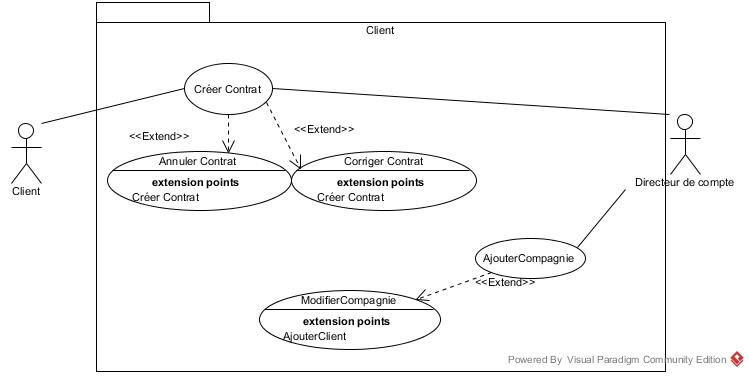 Client
Créer Contrat
<<Extend>>
<<Extend>>
Client
Directeur de compte
Annuler Contrat
extension points
Créer Contrat
Corriger Contrat
extension points
Créer Contrat
AjouterCompagnie
<<Extend>>
ModifierCompagnie
extension points
AjouterClient
Powered By Visual Paradigm Community Edition